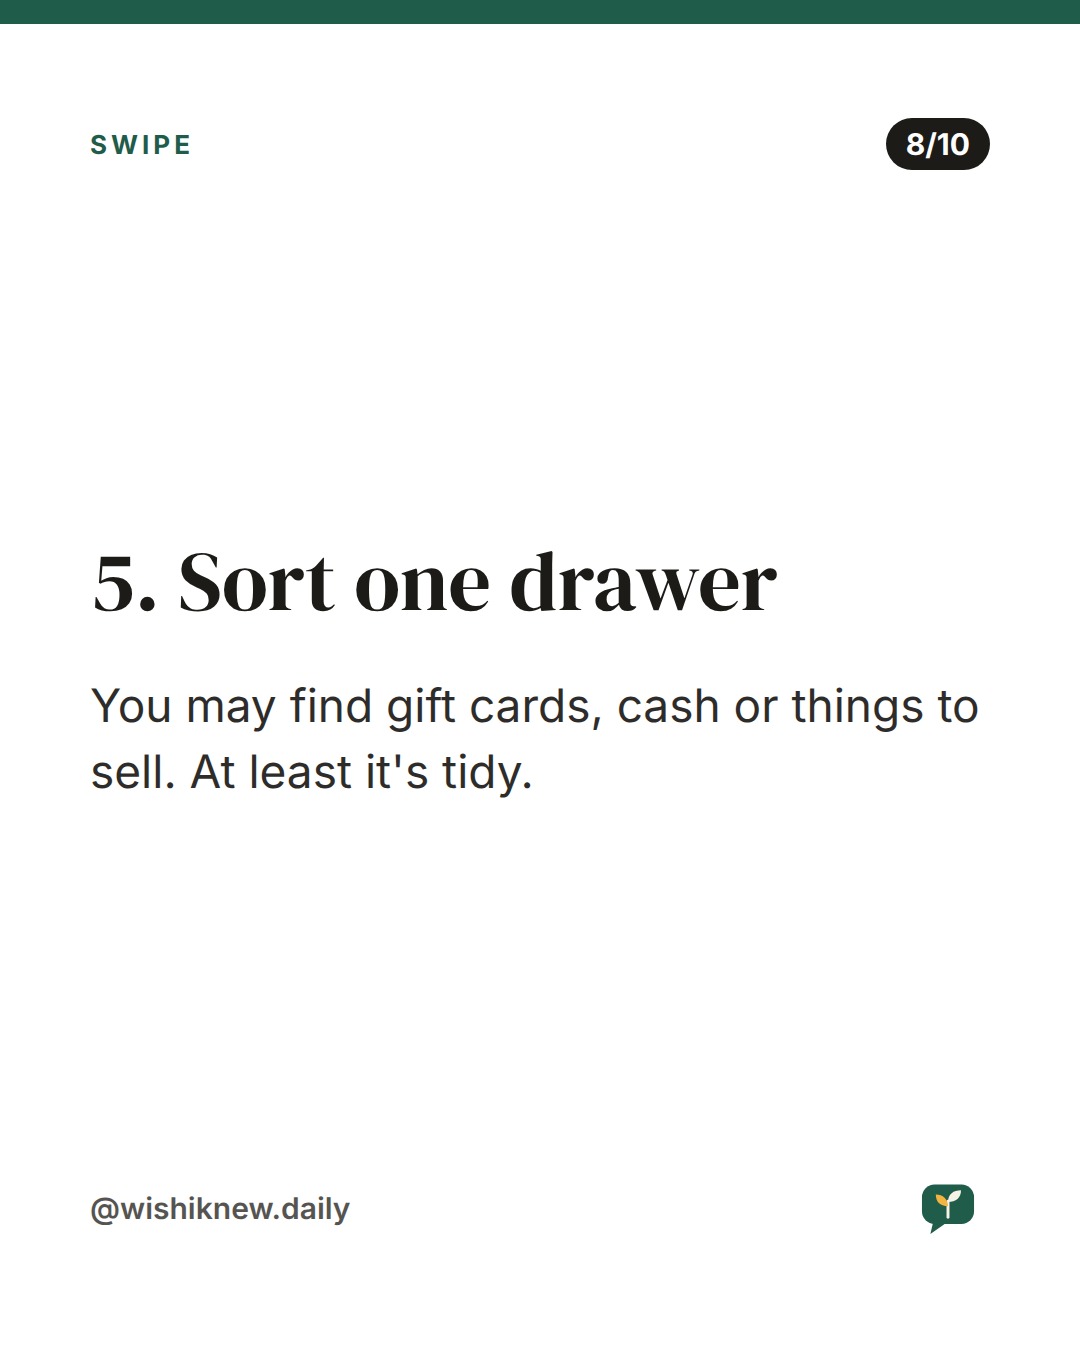 SWIPE
8/10
5. Sort one drawer
You may find gift cards, cash or things to
sell. At least it's tidy.
@wishiknew.daily